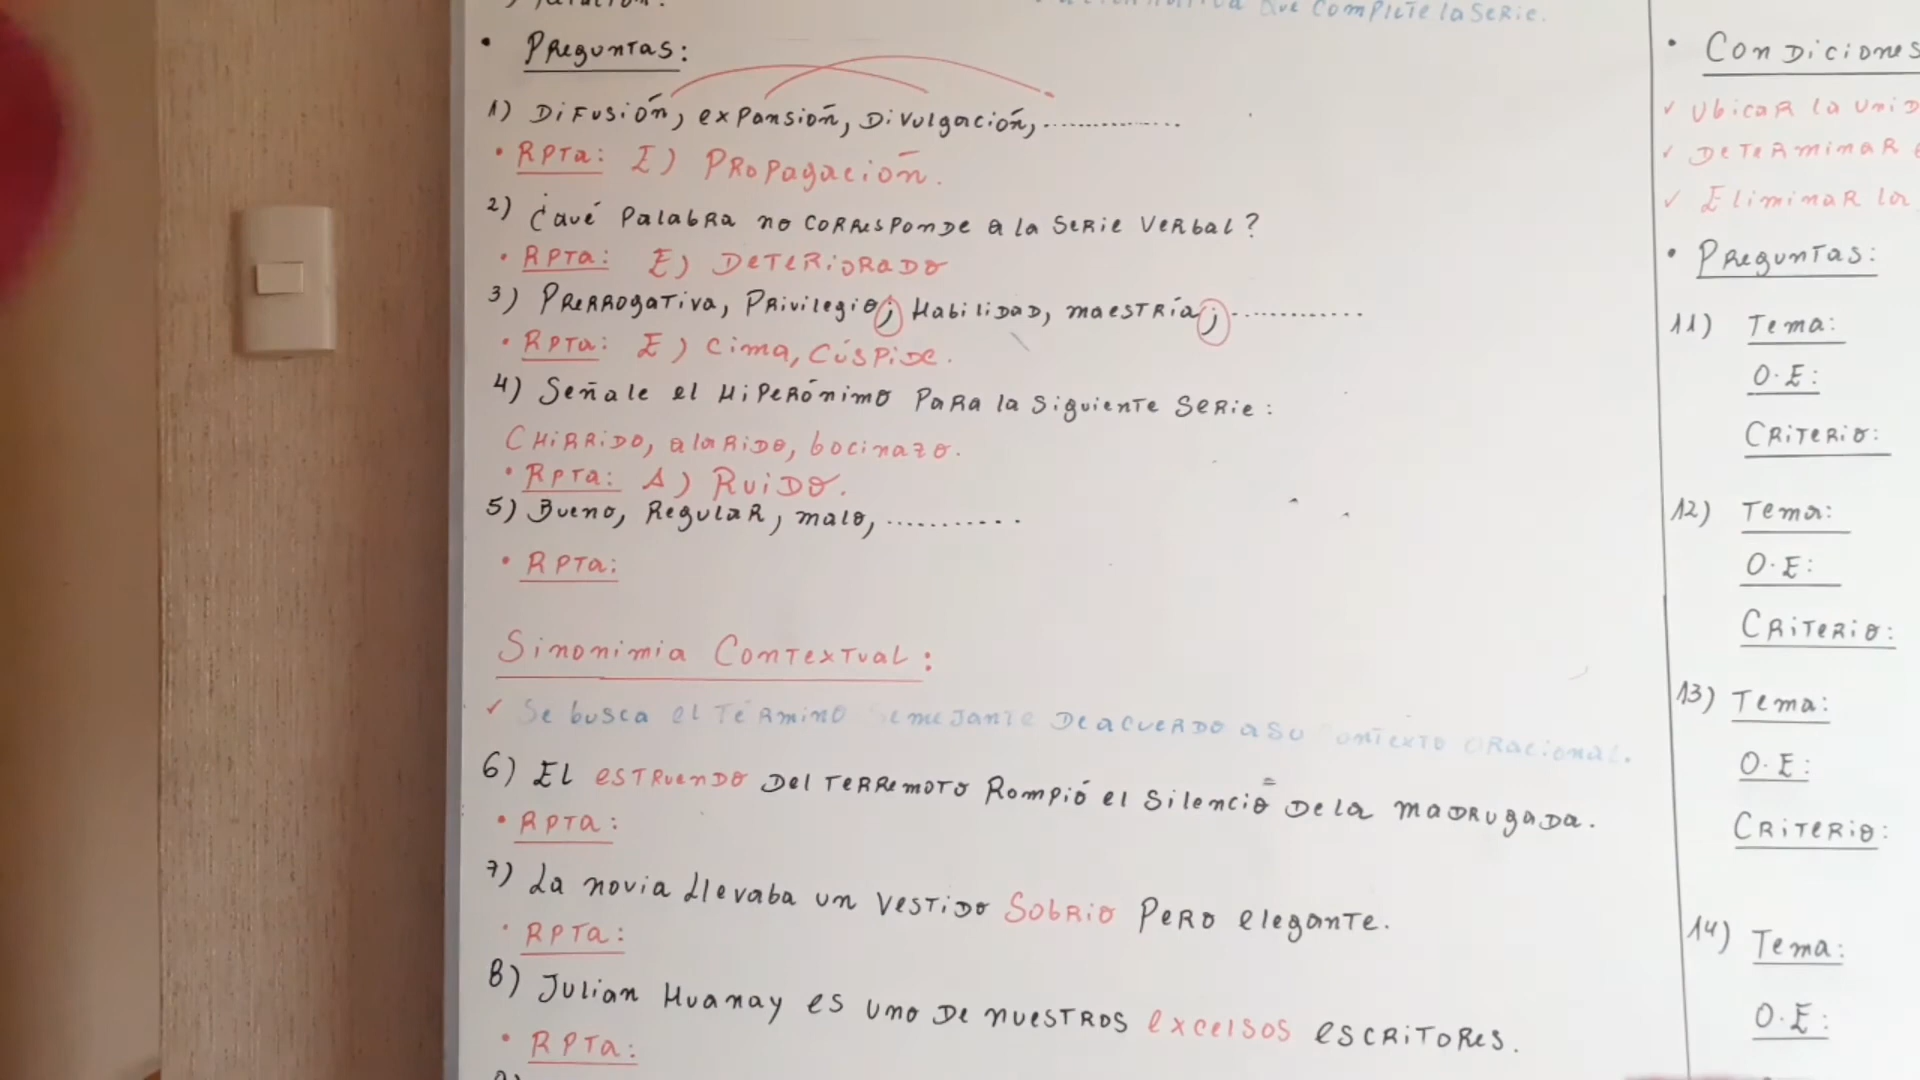 que complete la serie.
• Preguntas:
1) Difusión, expansión, Divulgación, ..............
• RPTa: E) Propagación.
2) ¿Qué palabra no corresponde a la serie verbal?
• RPTa: E) Deteriorado
3) Prerrogativa, Privilegio; Habilidad, maestría; .............
• RPTa: E) cima, cúspide.
4) Señale el Hiperónimo para la siguiente serie:
Chirrido, alarido, bocinazo.
• RPTa: A) Ruido.
5) Bueno, Regular, malo, ...........
• RPTa:
Sinonimia Contextual:
✓ Se busca el término semejante de acuerdo a su contexto oracional.
6) El estruendo del terremoto rompió el silencio de la madrugada.
• RPTa:
7) La novia llevaba un vestido sobrio pero elegante.
• RPTa:
8) Julian Huanay es uno de nuestros excelsos escritores.
• RPTa:
• Condiciones
✓ Ubicar la
✓ Determinar
✓ Eliminar
• Preguntas:
11) Tema:
O.E:
Criterio:
12) Tema:
O.E:
Criterio:
13) Tema:
O.E:
Criterio:
14) Tema:
O.E: